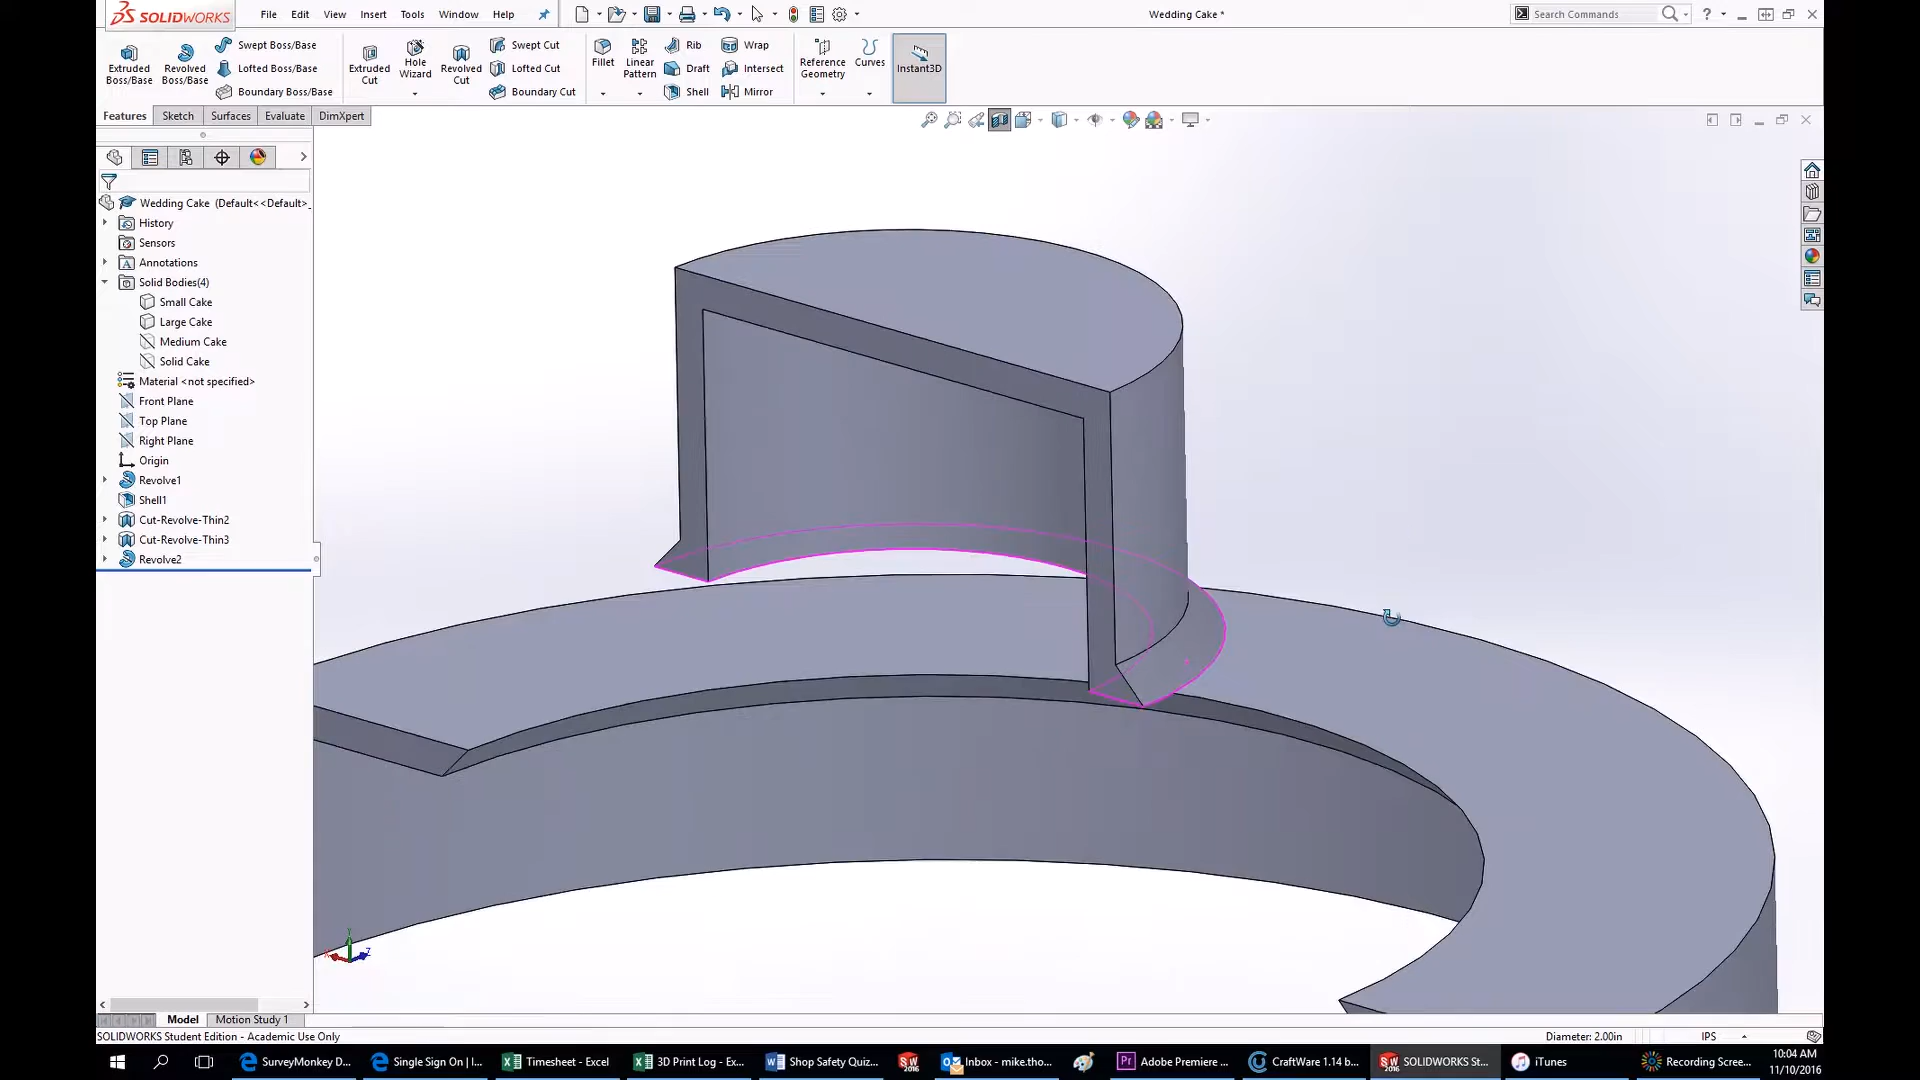 SOLIDWORKS
File Edit View Insert Tools Window Help
Wedding Cake *
Search Commands
Extruded Boss/Base
Revolved Boss/Base
Swept Boss/Base
Lofted Boss/Base
Boundary Boss/Base
Extruded Cut
Hole Wizard
Revolved Cut
Swept Cut
Lofted Cut
Boundary Cut
Fillet
Linear Pattern
Rib
Draft
Shell
Wrap
Intersect
Mirror
Reference Geometry
Curves
Instant3D
Features Sketch Surfaces Evaluate DimXpert
Wedding Cake (Default<<Default>_
History
Sensors
Annotations
Solid Bodies(4)
Small Cake
Large Cake
Medium Cake
Solid Cake
Material <not specified>
Front Plane
Top Plane
Right Plane
Origin
Revolve1
Shell1
Cut-Revolve-Thin2
Cut-Revolve-Thin3
Revolve2
Model Motion Study 1
SOLIDWORKS Student Edition - Academic Use Only
Diameter: 2.00in
IPS
SurveyMonkey D...
Single Sign On | I...
Timesheet - Excel
3D Print Log - Ex...
Shop Safety Quiz...
Inbox - mike.tho...
Adobe Premiere ...
CraftWare 1.14 b...
SOLIDWORKS St...
iTunes
Recording Scree...
10:04 AM
11/10/2016